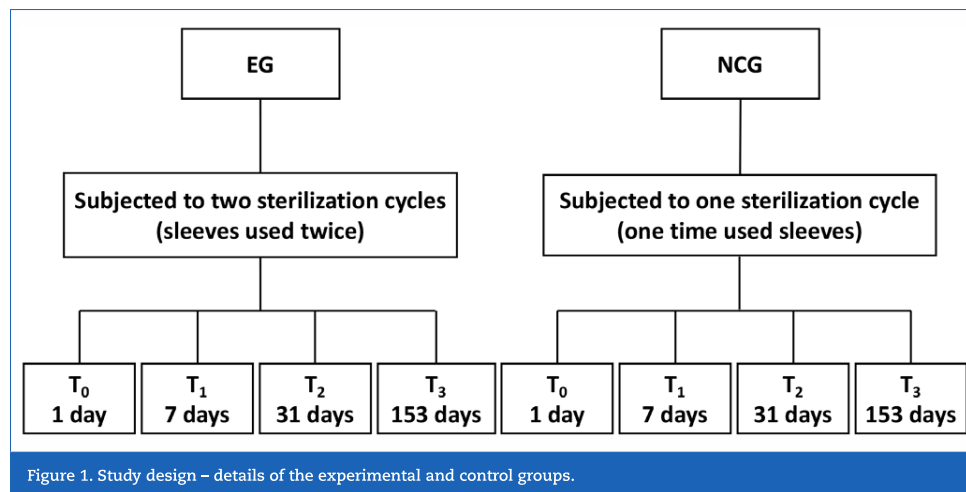 EG
NCG
Subjected to two sterilization cycles
(sleeves used twice)
Subjected to one sterilization cycle
(one time used sleeves)
T₀
1 day
T₁
7 days
T₂
31 days
T₃
153 days
T₀
1 day
T₁
7 days
T₂
31 days
T₃
153 days
Figure 1. Study design – details of the experimental and control groups.